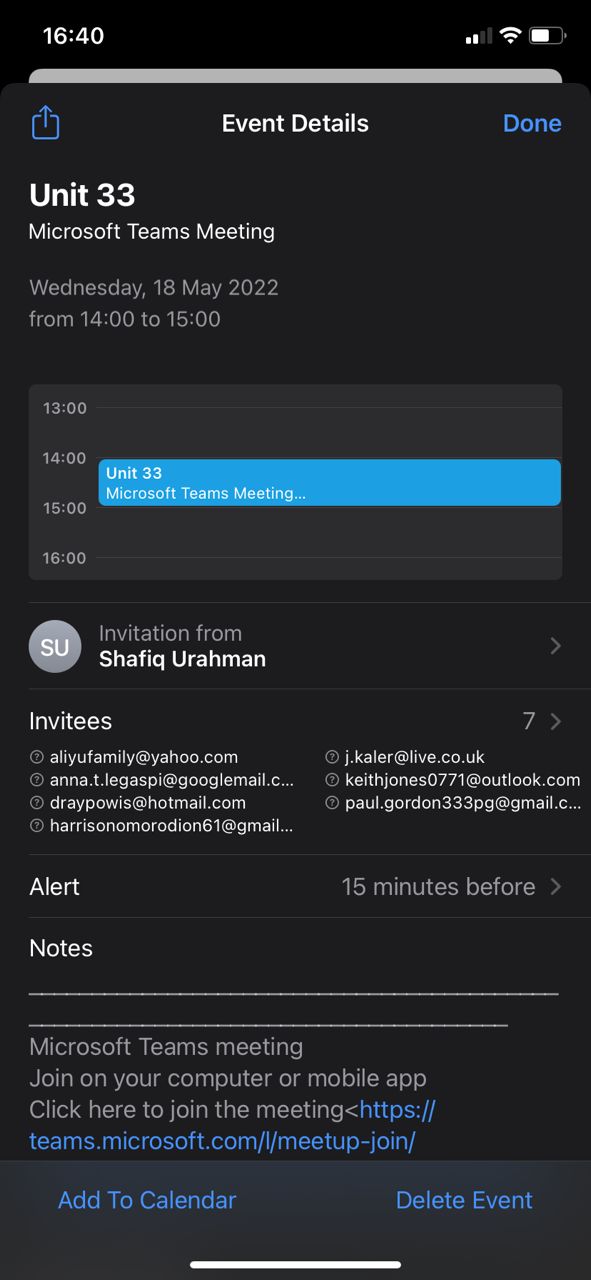 16:40
Event Details
Done
Unit 33
Microsoft Teams Meeting
Wednesday, 18 May 2022
from 14:00 to 15:00
13:00
14:00
Unit 33
Microsoft Teams Meeting...
15:00
16:00
SU
Invitation from
Shafiq Urahman
Invitees
7
aliyufamily@yahoo.com
j.kaler@live.co.uk
anna.t.legaspi@googlemail.c...
keithjones0771@outlook.com
draypowis@hotmail.com
paul.gordon333pg@gmail.c...
harrisonomorodion61@gmail...
Alert
15 minutes before
Notes
Microsoft Teams meeting
Join on your computer or mobile app
Click here to join the meeting<https://
teams.microsoft.com/l/meetup-join/
Add To Calendar
Delete Event